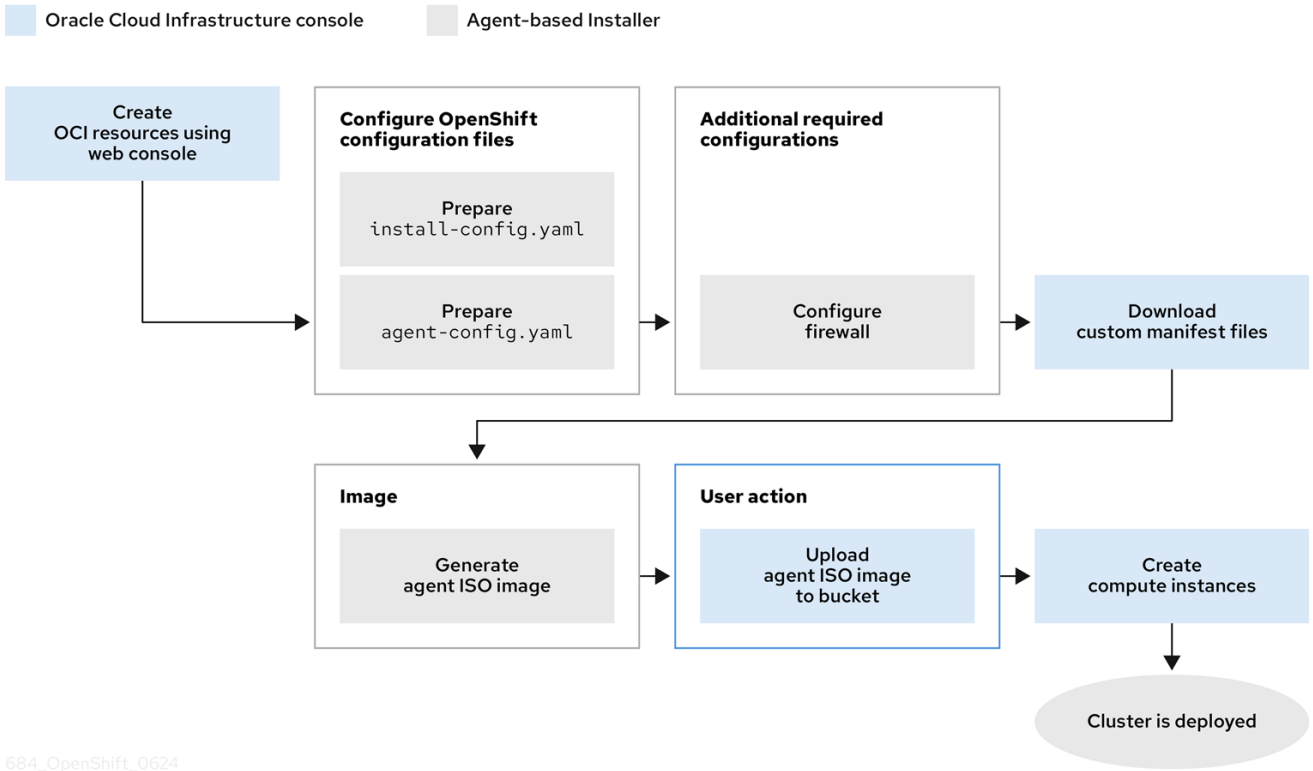 Oracle Cloud Infrastructure console
Agent-based Installer
Create
OCI resources using
web console
Configure OpenShift
configuration files
Prepare
install-config.yaml
Prepare
agent-config.yaml
Additional required
configurations
Configure
firewall
Download
custom manifest files
Image
Generate
agent ISO image
User action
Upload
agent ISO image
to bucket
Create
compute instances
Cluster is deployed
684_OpenShift_0624